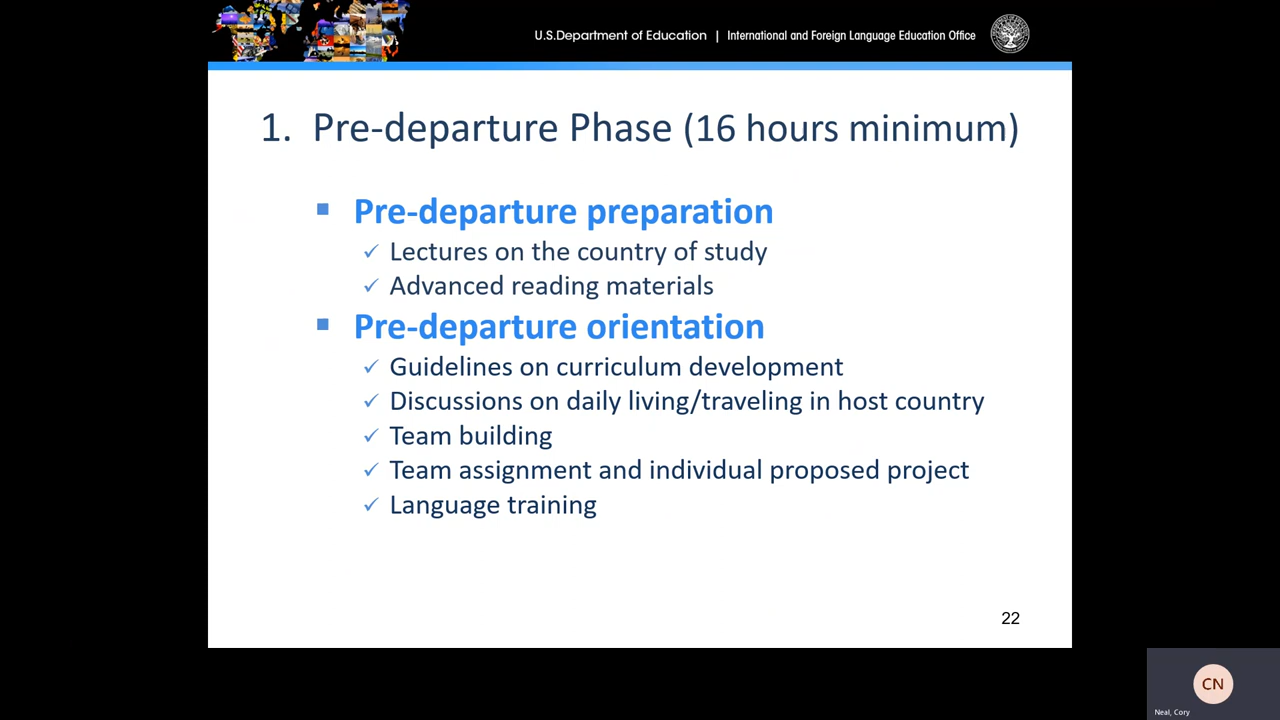 U.S.Department of Education | International and Foreign Language Education Office
1. Pre-departure Phase (16 hours minimum)
Pre-departure preparation
Lectures on the country of study
Advanced reading materials
Pre-departure orientation
Guidelines on curriculum development
Discussions on daily living/traveling in host country
Team building
Team assignment and individual proposed project
Language training
22
CN
Neal, Cory